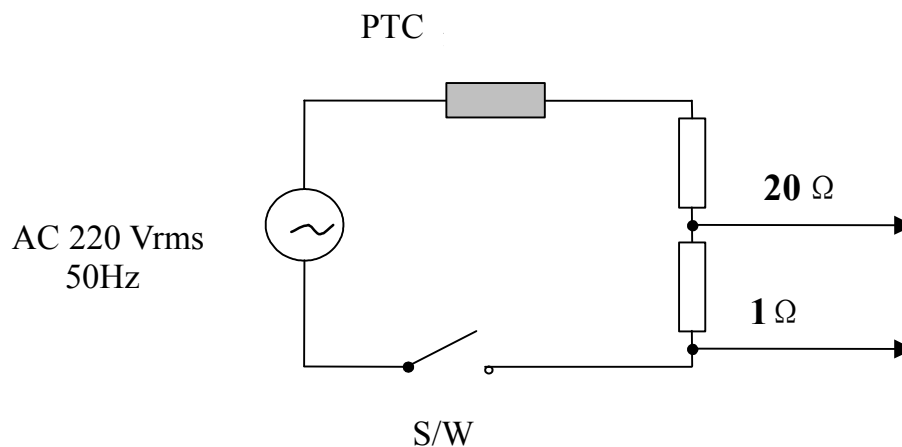 PTC
20 Ω
AC 220 Vrms
50Hz
1 Ω
S/W